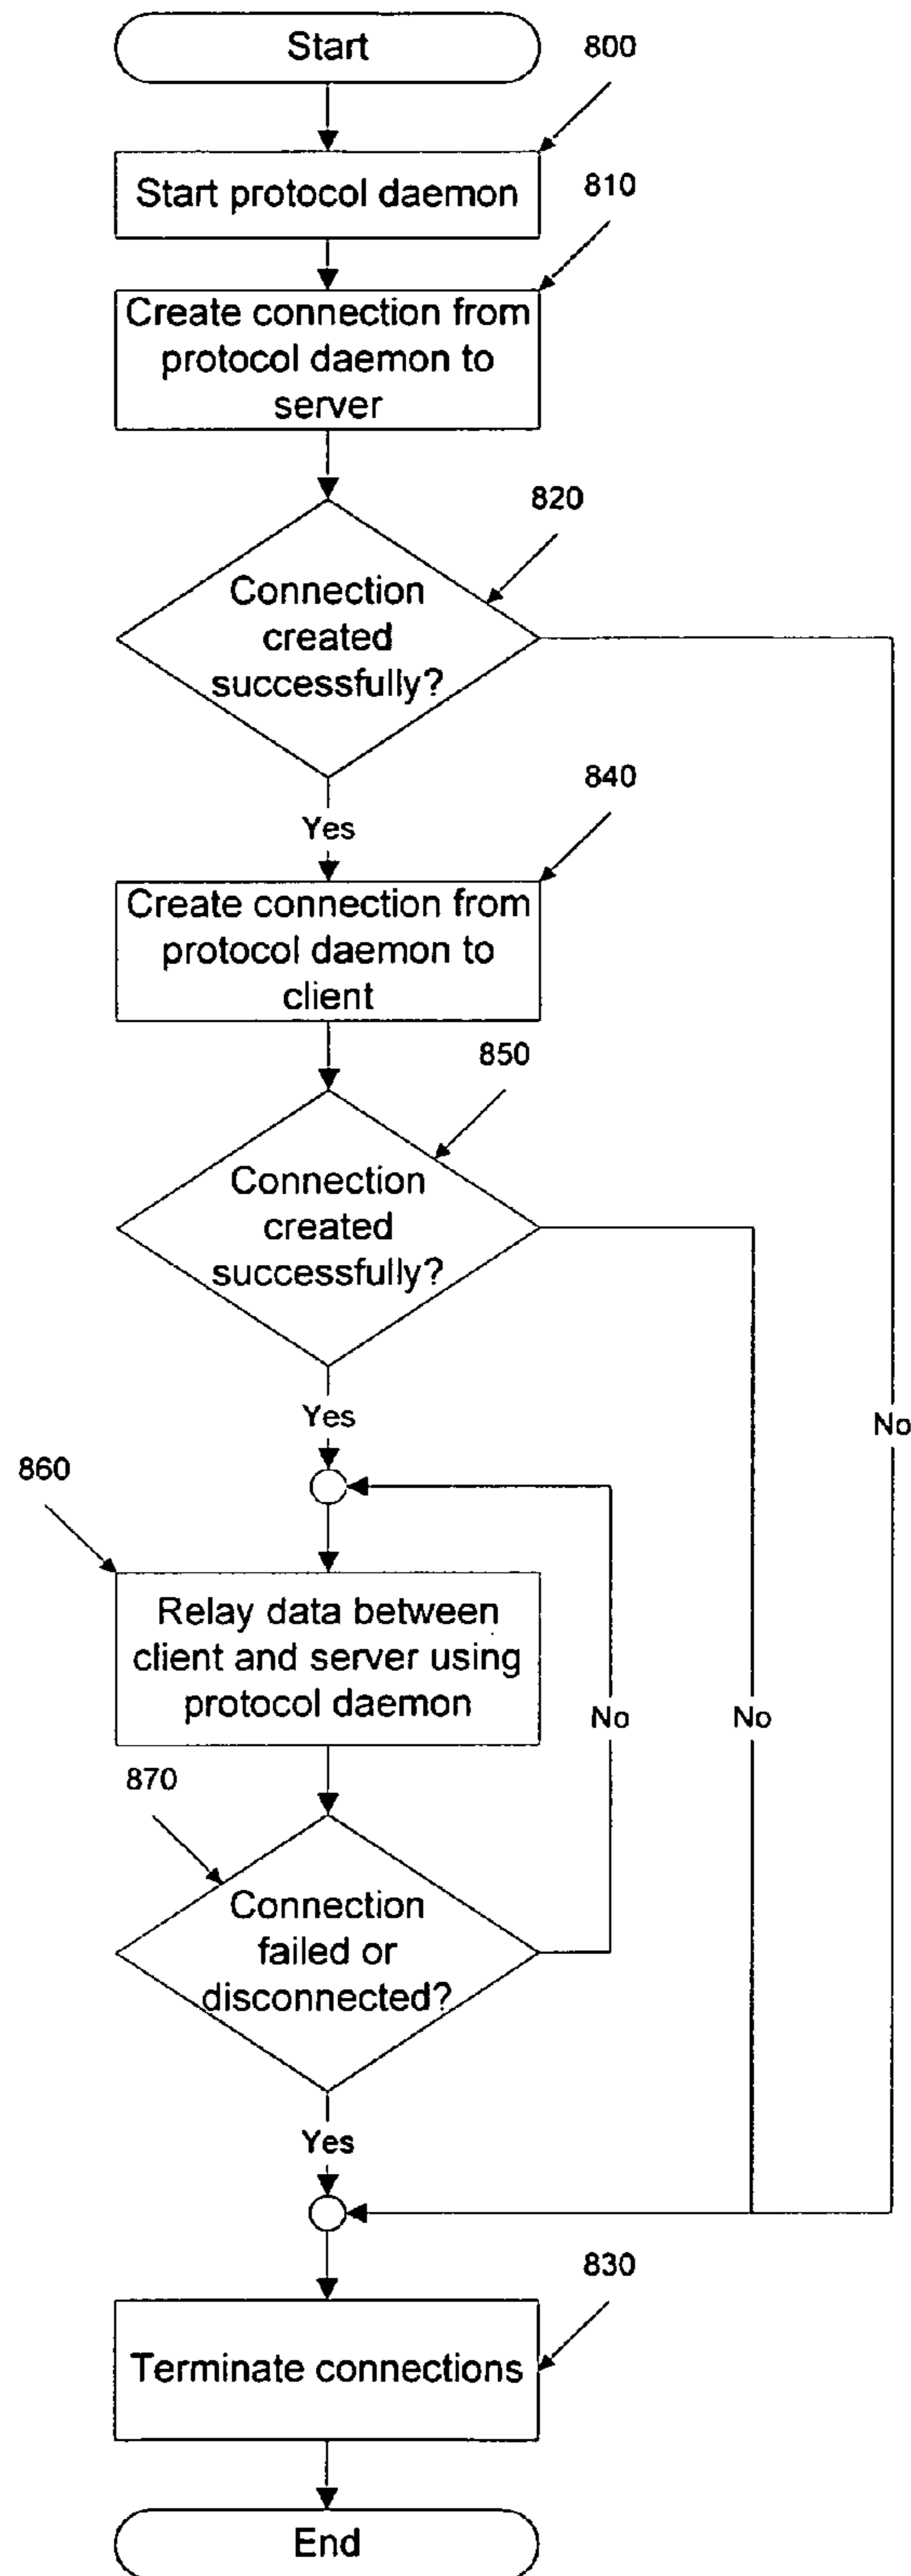 Start
800
Start protocol daemon
810
Create connection from
protocol daemon to
server
820
Connection
created
successfully?
Yes
840
Create connection from
protocol daemon to
client
850
Connection
created
successfully?
Yes
No
860
Relay data between
client and server using
protocol daemon
No
No
870
Connection
failed or
disconnected?
Yes
830
Terminate connections
End